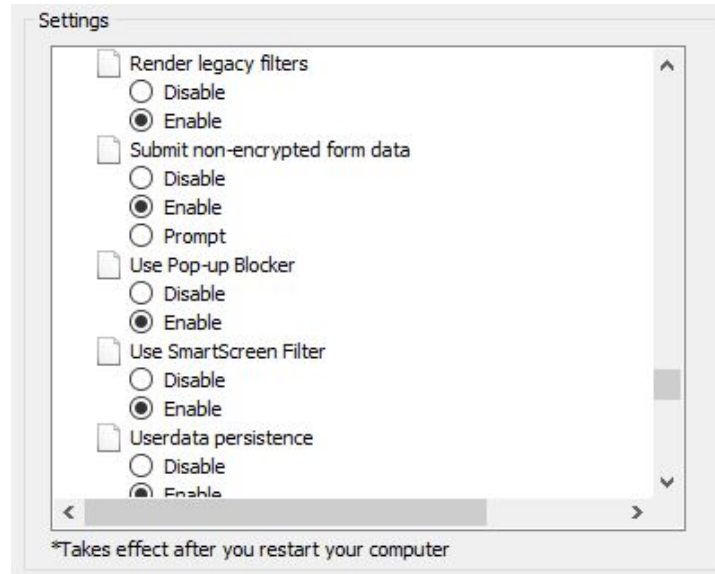 Settings
Render legacy filters
Disable
Enable
Submit non-encrypted form data
Disable
Enable
Prompt
Use Pop-up Blocker
Disable
Enable
Use SmartScreen Filter
Disable
Enable
Userdata persistence
Disable
Enable
*Takes effect after you restart your computer